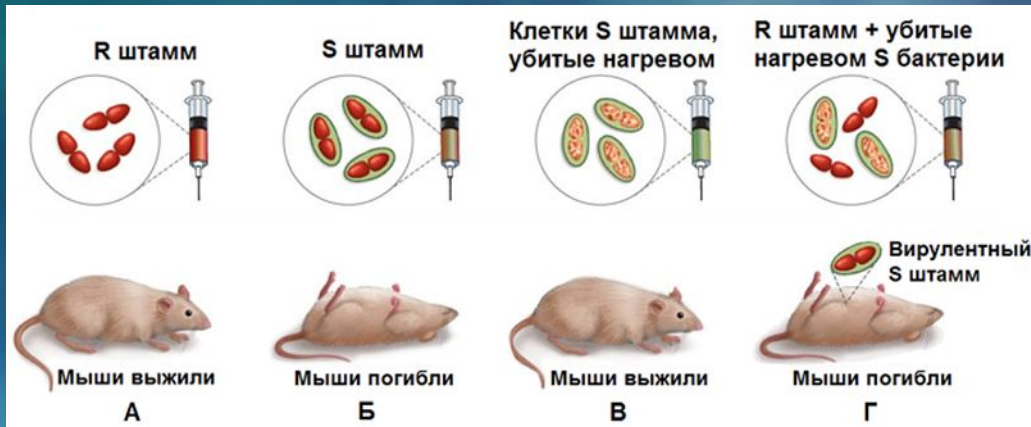 R штамм
S штамм
Клетки S штамма,
убитые нагревом
R штамм + убитые
нагревом S бактерии
Вирулентный
S штамм
Мыши выжили
Мыши погибли
Мыши выжили
Мыши погибли
А
Б
В
Г